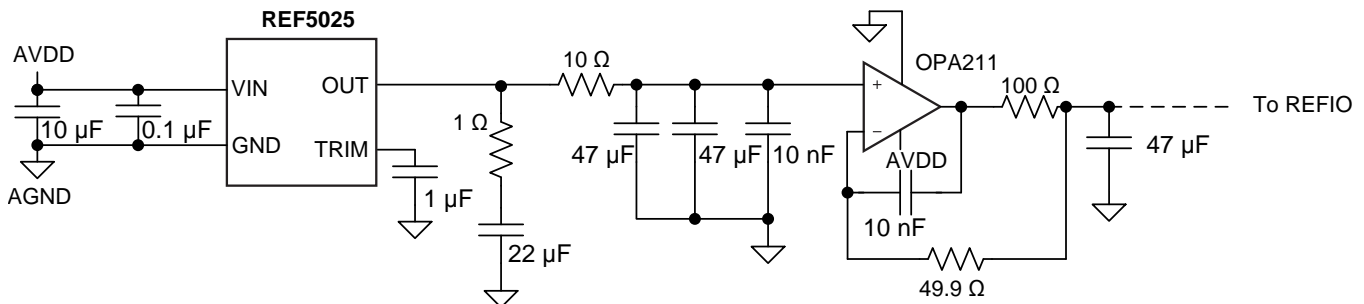 REF5025
AVDD
VIN
OUT
10 µF
0.1 µF
GND
TRIM
AGND
1 µF
1 Ω
22 µF
10 Ω
47 µF
47 µF
10 nF
OPA211
+
−
AVDD
10 nF
49.9 Ω
100 Ω
47 µF
To REFIO